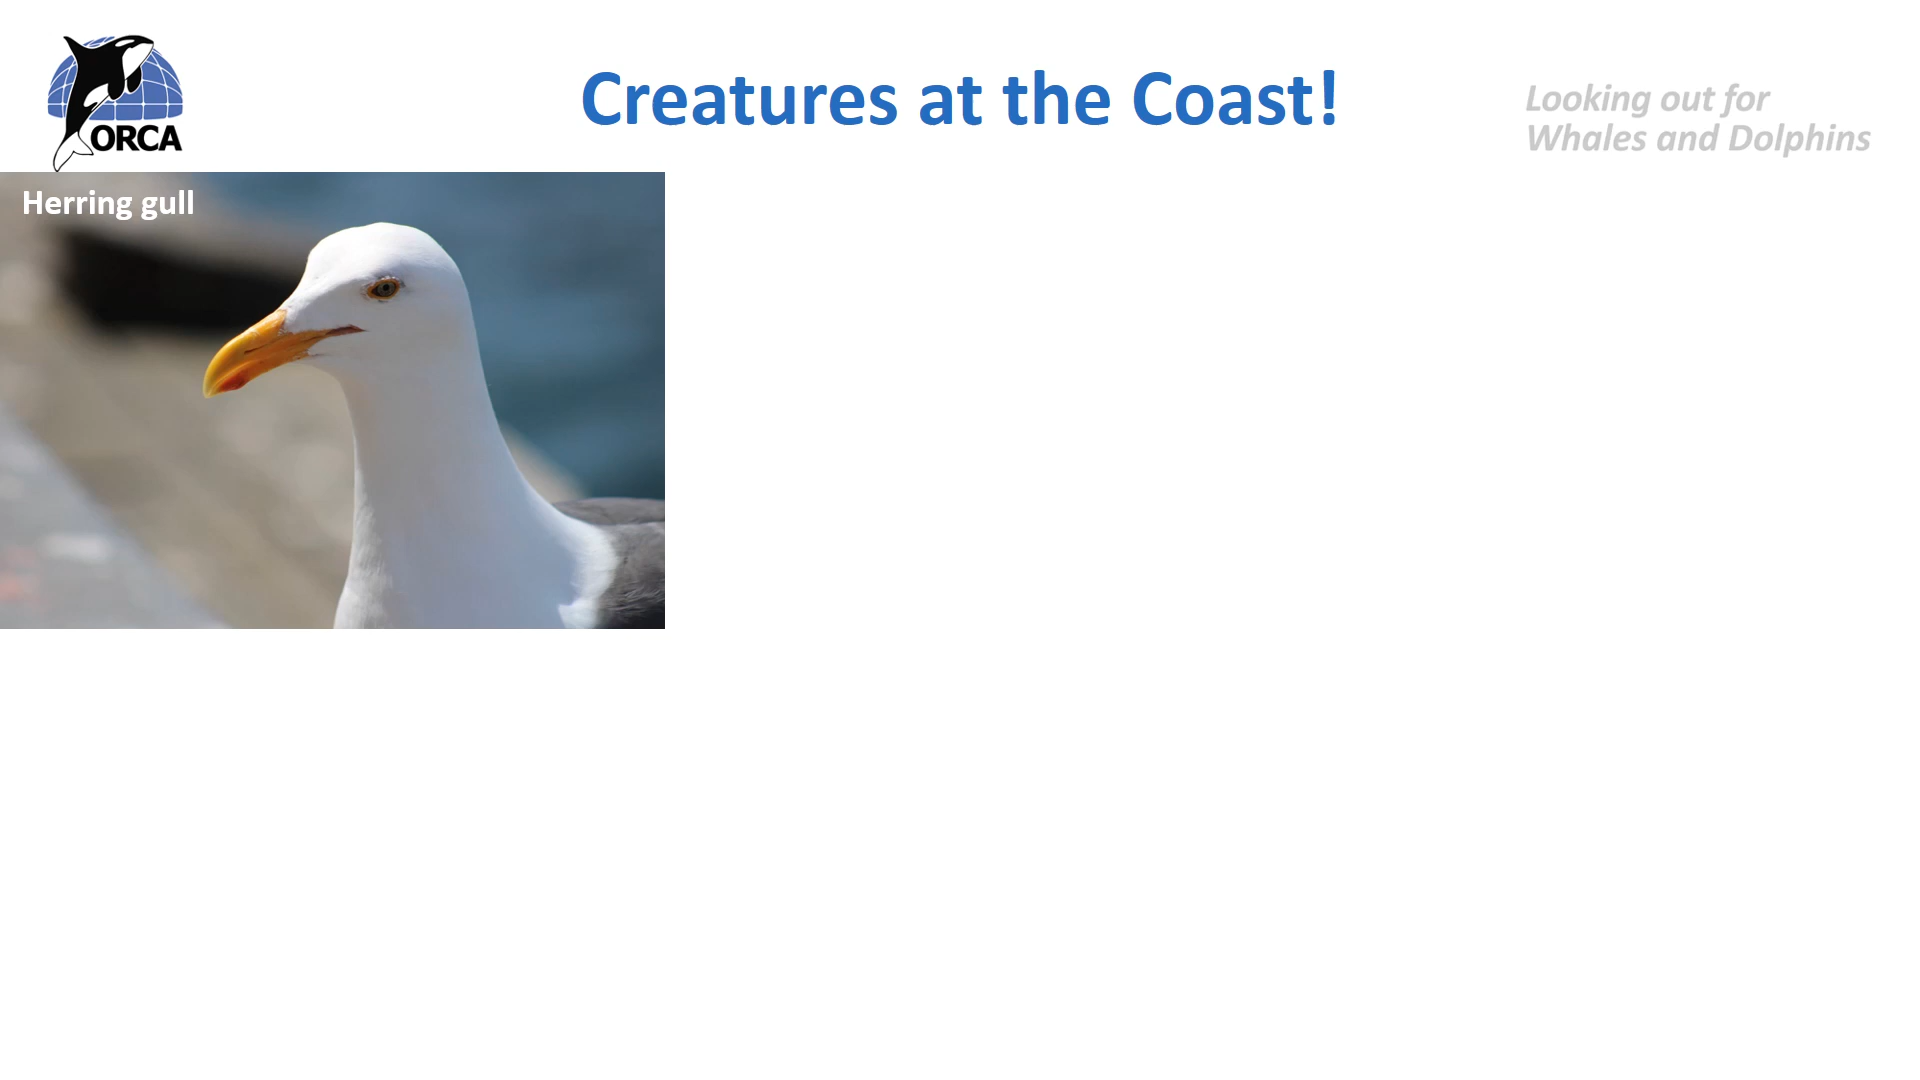 ORCA
Creatures at the Coast!
Looking out for
Whales and Dolphins
Herring gull